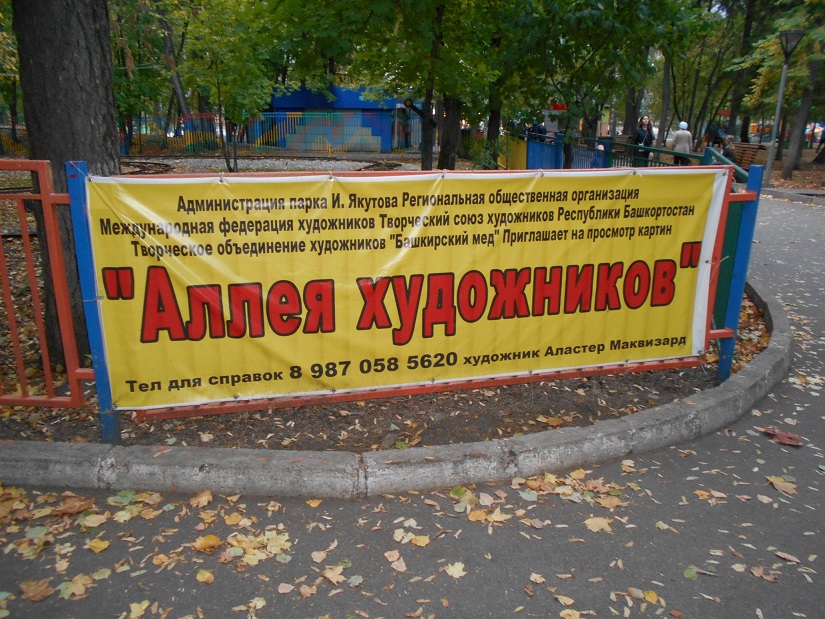 Администрация парка И. Якутова Региональная общественная организация
Международная федерация художников Творческий союз художников Республики Башкортостан
Творческое объединение художников "Башкирский мед" Приглашает на просмотр картин
"Аллея художников"
Тел для справок 8 987 058 5620 художник Аластер Маквизард